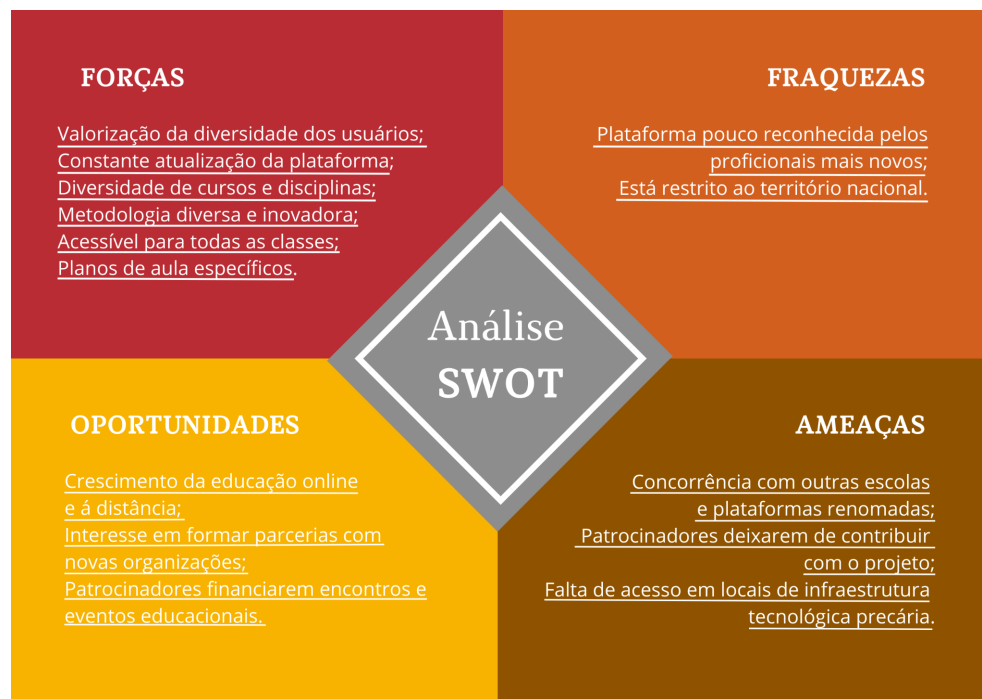 FORÇAS
Valorização da diversidade dos usuários;
Constante atualização da plataforma;
Diversidade de cursos e disciplinas;
Metodologia diversa e inovadora;
Acessível para todas as classes;
Planos de aula específicos.
FRAQUEZAS
Plataforma pouco reconhecida pelos
proficionais mais novos;
Está restrito ao território nacional.
Análise
SWOT
OPORTUNIDADES
Crescimento da educação online
e á distância;
Interesse em formar parcerias com
novas organizações;
Patrocinadores financiarem encontros e
eventos educacionais.
AMEAÇAS
Concorrência com outras escolas
e plataformas renomadas;
Patrocinadores deixarem de contribuir
com o projeto;
Falta de acesso em locais de infraestrutura
tecnológica precária.